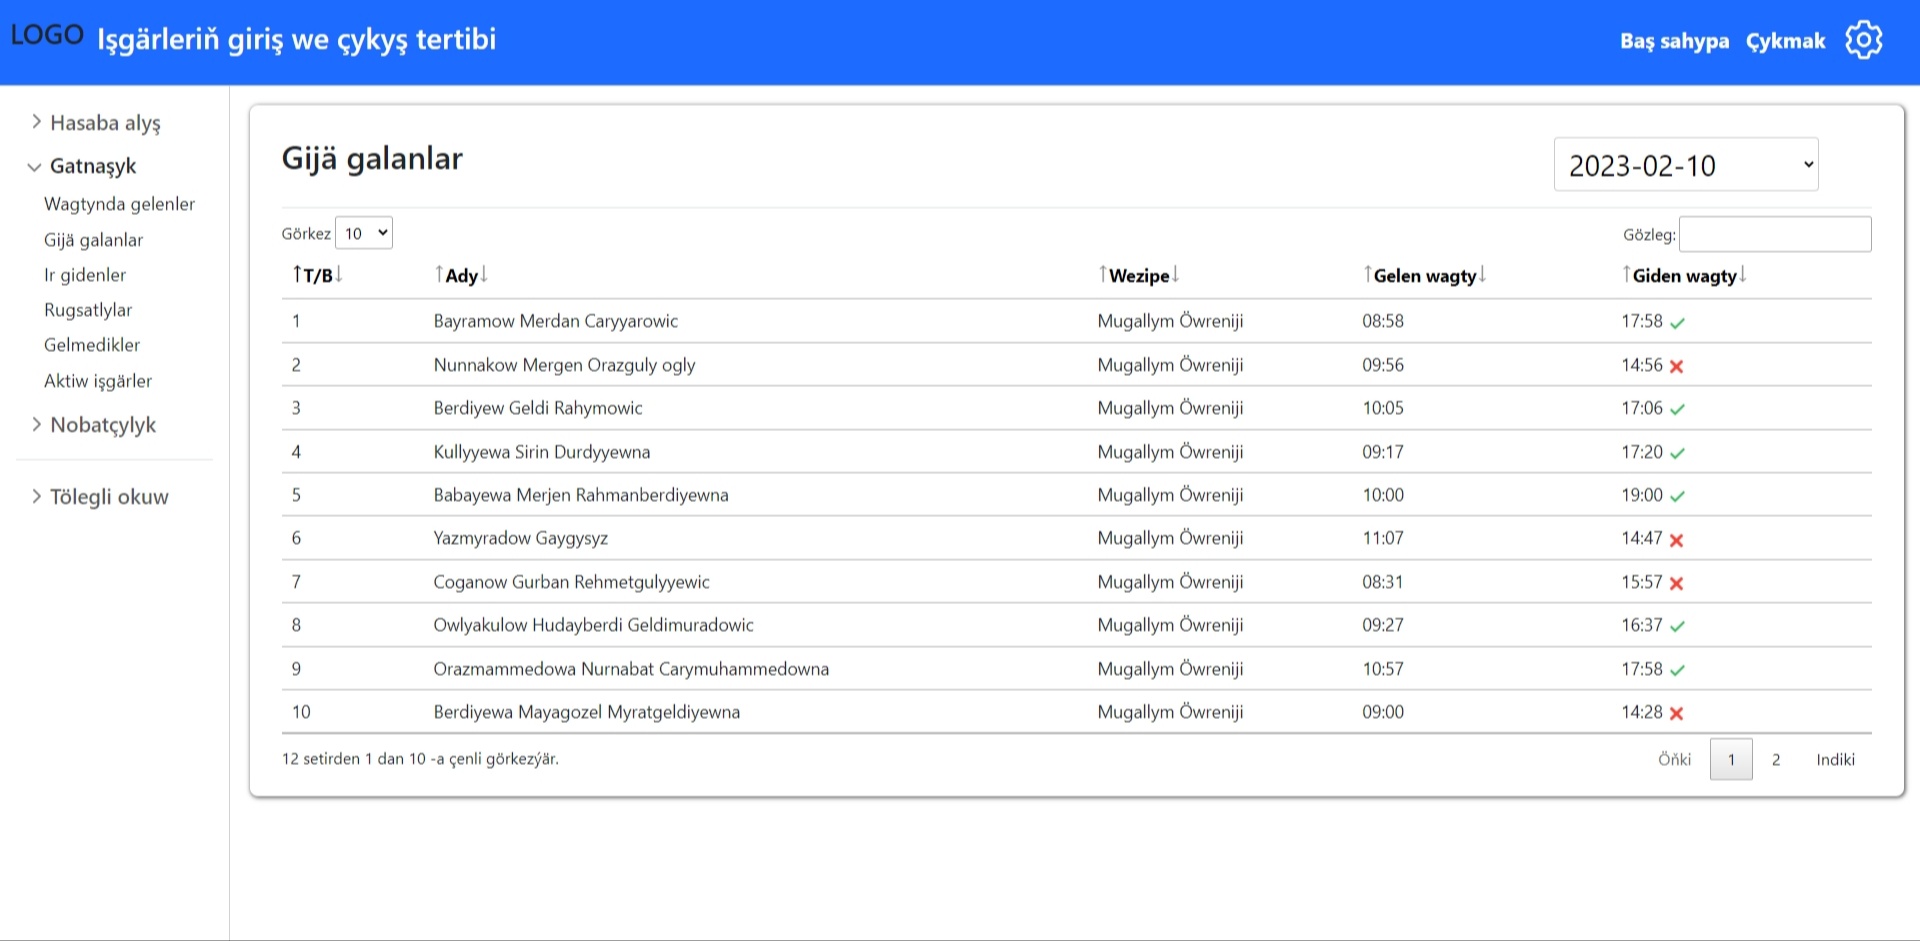 LOGO Işgärleriň giriş we çykyş tertibi
Baş sahypa Çykmak
Hasaba alyş
Gatnaşyk
Wagtynda gelenler
Gijä galanlar
Ir gidenler
Rugsatlylar
Gelmedikler
Aktiw işgärler
Nobatçylyk
Tölegli okuw
Gijä galanlar
2023-02-10
Görkez 10
Gözleg:
↑T/B↓ ↑Ady↓ ↑Wezipe↓ ↑Gelen wagty↓ ↑Giden wagty↓
1 Bayramow Merdan Caryyarowic Mugallym Öwreniji 08:58 17:58 ✓
2 Nunnakow Mergen Orazguly ogly Mugallym Öwreniji 09:56 14:56 ✗
3 Berdiyew Geldi Rahymowic Mugallym Öwreniji 10:05 17:06 ✓
4 Kullyyewa Sirin Durdyyewna Mugallym Öwreniji 09:17 17:20 ✓
5 Babayewa Merjen Rahmanberdiyewna Mugallym Öwreniji 10:00 19:00 ✓
6 Yazmyradow Gaygysyz Mugallym Öwreniji 11:07 14:47 ✗
7 Coganow Gurban Rehmetgulyyewic Mugallym Öwreniji 08:31 15:57 ✗
8 Owlyakulow Hudayberdi Geldimuradowic Mugallym Öwreniji 09:27 16:37 ✓
9 Orazmammedowa Nurnabat Carymuhammedowna Mugallym Öwreniji 10:57 17:58 ✓
10 Berdiyewa Mayagozel Myratgeldiyewna Mugallym Öwreniji 09:00 14:28 ✗
12 setirden 1 dan 10 -a çenli görkezýär.
Öňki 1 2 Indiki